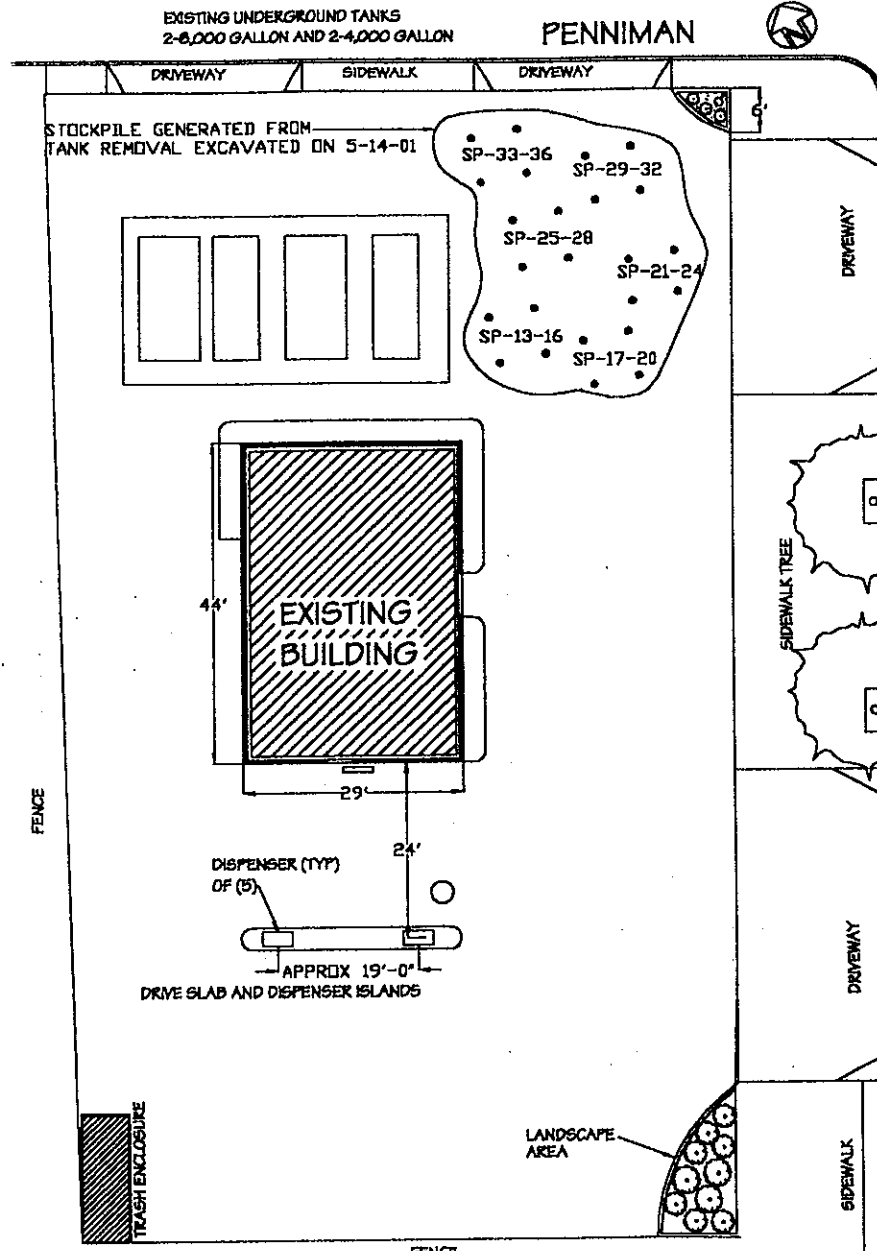 EXISTING UNDERGROUND TANKS
2-8,000 GALLON AND 2-4,000 GALLON
PENNIMAN
DRIVEWAY
SIDEWALK
DRIVEWAY
6'
STOCKPILE GENERATED FROM
TANK REMOVAL EXCAVATED ON 5-14-01
SP-33-36
SP-29-32
SP-25-28
SP-21-24
SP-13-16
SP-17-20
DRIVEWAY
44'
EXISTING
BUILDING
SIDEWALK TREE
29'
FENCE
24'
DISPENSER (TYP)
OF (5)
APPROX 19'-0"
DRIVE SLAB AND DISPENSER ISLANDS
DRIVEWAY
TRASH ENCLOSURE
LANDSCAPE
AREA
SIDEWALK
FENCE